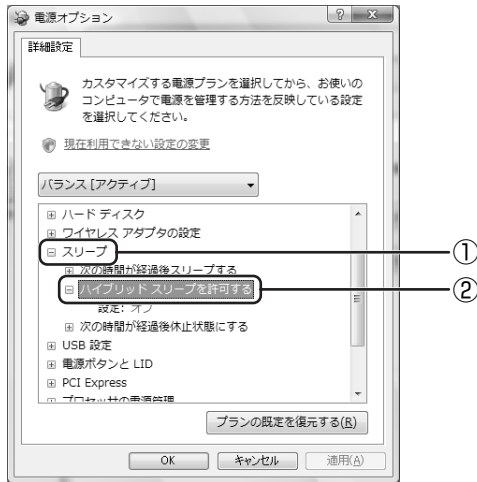 電源オプション
詳細設定
カスタマイズする電源プランを選択してから、お使いの
コンピュータで電源を管理する方法を反映している設定
を選択してください。
現在利用できない設定の変更
バランス [アクティブ]
ハード ディスク
ワイヤレス アダプタの設定
スリープ
①
次の時間が経過後スリープする
ハイブリッド スリープを許可する
②
設定: オフ
次の時間が経過後休止状態にする
USB 設定
電源ボタンと LID
PCI Express
プロセッサの電源管理
プランの既定を復元する(R)
OK
キャンセル
適用(A)